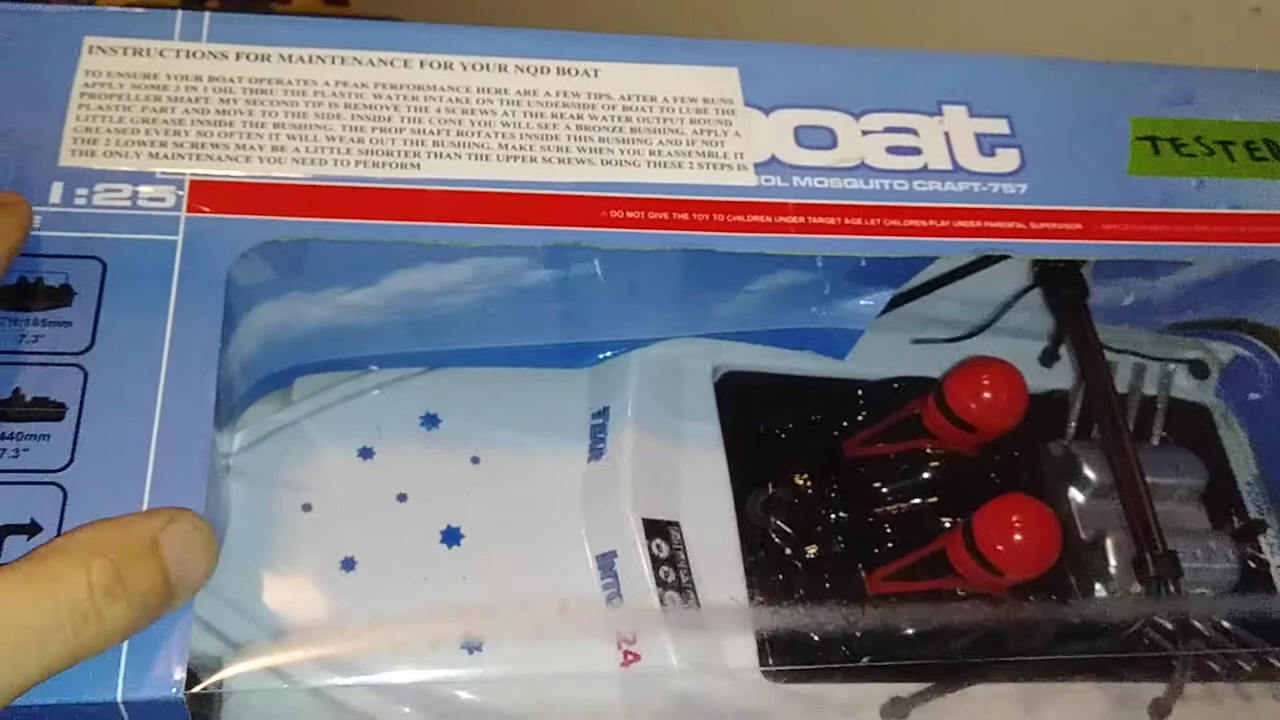 INSTRUCTIONS FOR MAINTENANCE FOR YOUR NQD BOAT
TO ENSURE YOUR BOAT OPERATES A PEAK PERFORMANCE HERE ARE A FEW TIPS. AFTER A FEW RUNS
APPLY SOME 3 IN 1 OIL THRU THE PLASTIC WATER INTAKE ON THE UNDERSIDE OF BOAT TO LUBE THE
PROPELLER SHAFT. MY SECOND TIP IS REMOVE THE 4 SCREWS AT THE REAR WATER OUTPUT ROUND
PLASTIC PART AND MOVE TO THE SIDE. INSIDE THE CONE YOU WILL SEE A BRONZE BUSHING. APPLY A
LITTLE GREASE INSIDE THE BUSHING. THE PROP SHAFT ROTATES INSIDE THIS BUSHING AND IF NOT
GREASED EVERY SO OFTEN IT WILL WEAR OUT THE BUSHING. MAKE SURE WHEN YOU REASSEMBLE IT
THE 2 LOWER SCREWS MAY BE A LITTLE SHORTER THAN THE UPPER SCREWS. DOING THESE 2 STEPS IS
THE ONLY MAINTENANCE YOU NEED TO PERFORM
boat
TESTED
OL MOSQUITO CRAFT-757
1:25
DO NOT GIVE THE TOY TO CHILDREN UNDER TARGET AGE.LET CHILDREN PLAY UNDER PARENTAL SUPERVISOR
185mm
7.3"
440mm
7.3"
TEAR
24